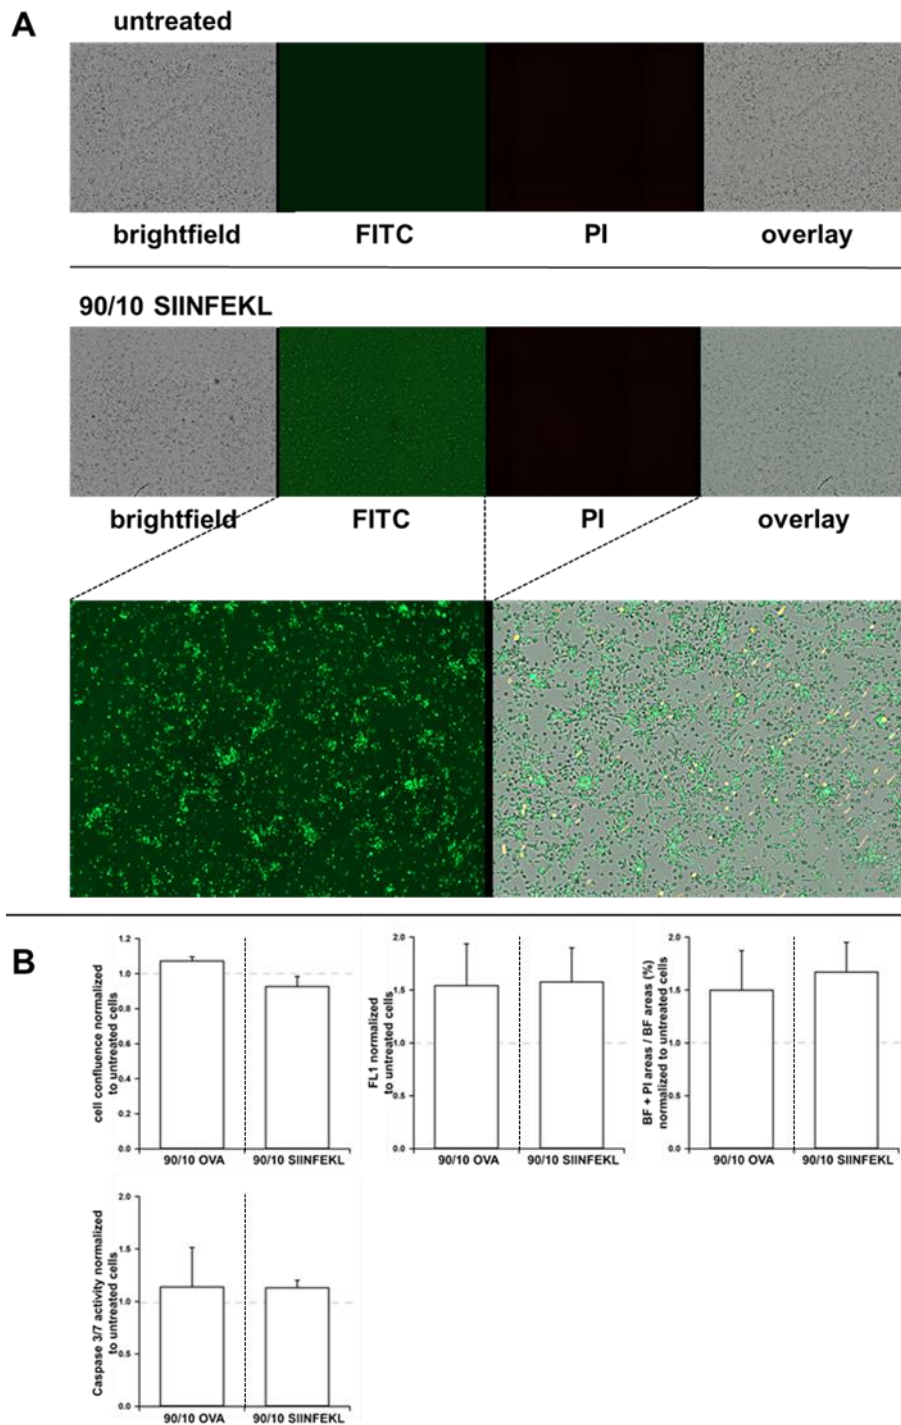 A
untreated
brightfield FITC PI overlay
90/10 SIINFEKL
brightfield FITC PI overlay
B
cell confluence normalized
to untreated cells
1.2
1.0
0.8
0.6
0.4
0.2
0.0
90/10 OVA 90/10 SIINFEKL
FL1 normalized
to untreated cells
2.0
1.5
1.0
0.5
0.0
90/10 OVA 90/10 SIINFEKL
BF + PI areas / BF areas (%)
normalized to untreated cells
2.0
1.5
1.0
0.5
0.0
90/10 OVA 90/10 SIINFEKL
Caspase 3/7 activity normalized
to untreated cells
2.0
1.5
1.0
0.5
0.0
90/10 OVA 90/10 SIINFEKL